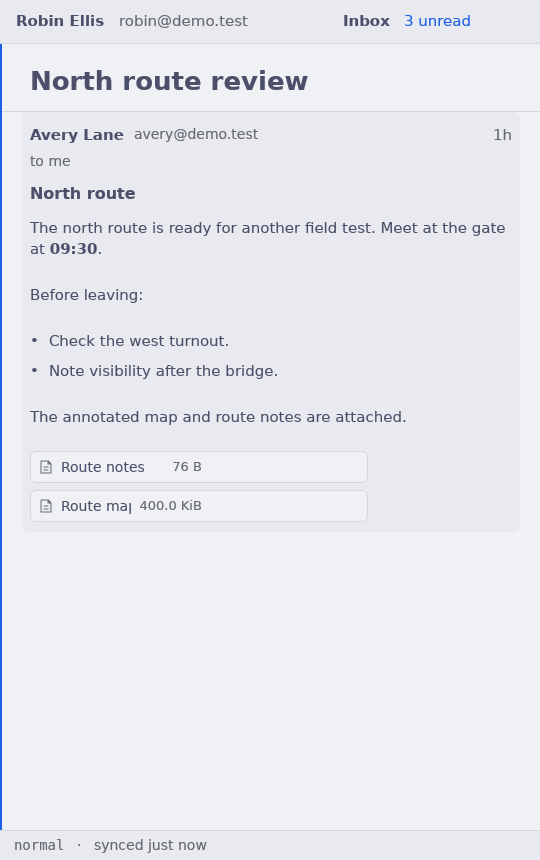 Robin Ellis robin@demo.test Inbox 3 unread
North route review
Avery Lane avery@demo.test 1h
to me
North route
The north route is ready for another field test. Meet at the gate
at 09:30.
Before leaving:
• Check the west turnout.
• Note visibility after the bridge.
The annotated map and route notes are attached.
Route notes 76 B
Route 400.0 KiB
normal · synced just now